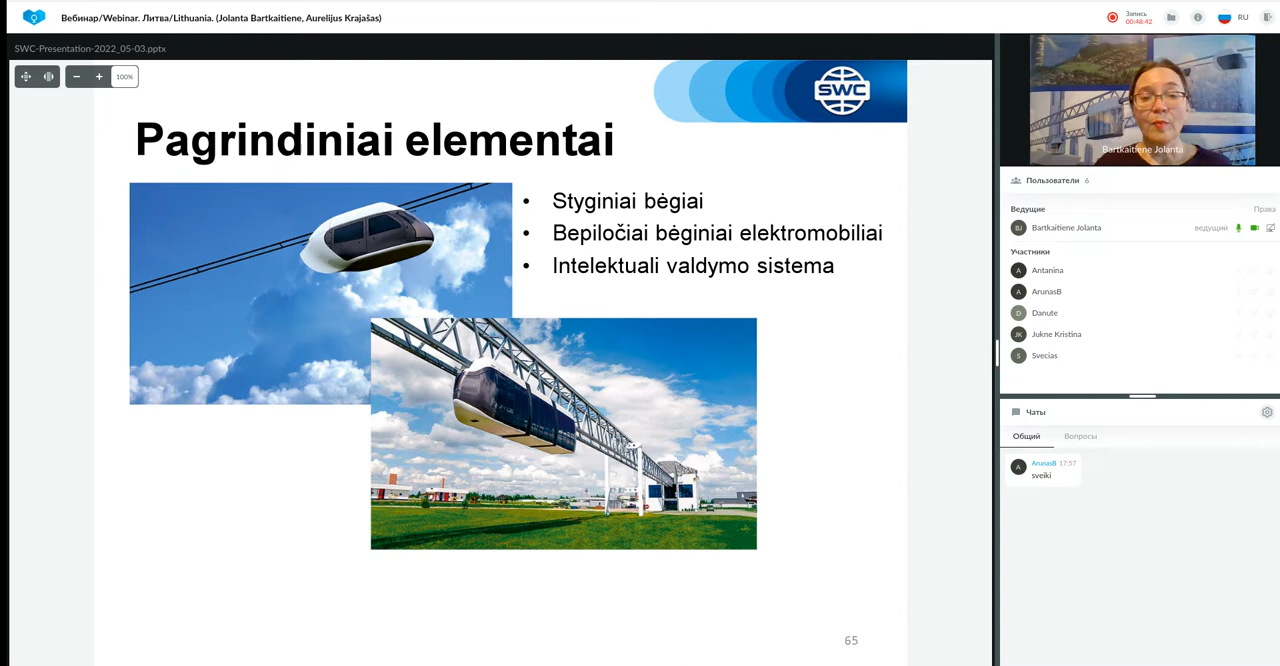 Вебинар/Webinar. Литва/Lithuania. (Jolanta Bartkaitiene, Aurelijus Krajašas)
Запись
00:48:42
RU
SWC-Presentation-2022_05-03.pptx
100%
SWC
Pagrindiniai elementai
• Styginiai bėgiai
• Bepiločiai bėginiai elektromobiliai
• Intelektuali valdymo sistema
65
Bartkaitiene Jolanta
Пользователи 6
Ведущие Права
BJ Bartkaitiene Jolanta ведущий
Участники
A Antanina
A ArunasB
D Danute
JK Jukne Kristina
S Svecias
Чаты
Общий Вопросы
A ArunasB 17:57
sveiki